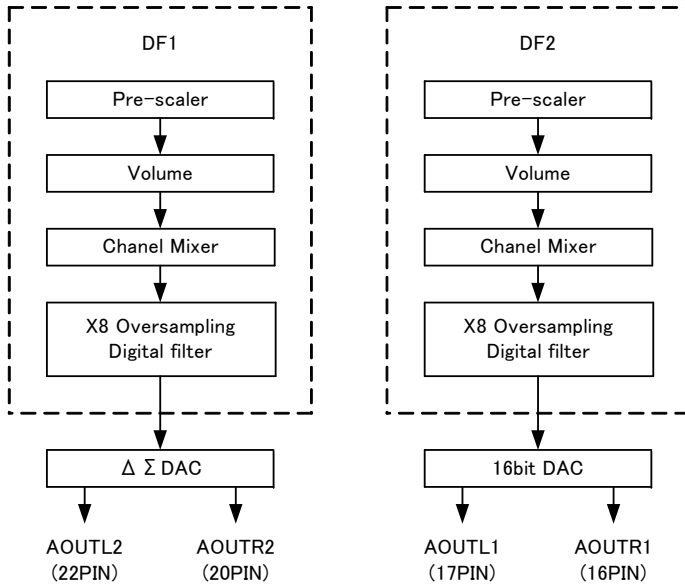 DF1
Pre-scaler
Volume
Chanel Mixer
X8 Oversampling
Digital filter
Δ Σ DAC
AOUTL2
(22PIN)
AOUTR2
(20PIN)
DF2
Pre-scaler
Volume
Chanel Mixer
X8 Oversampling
Digital filter
16bit DAC
AOUTL1
(17PIN)
AOUTR1
(16PIN)